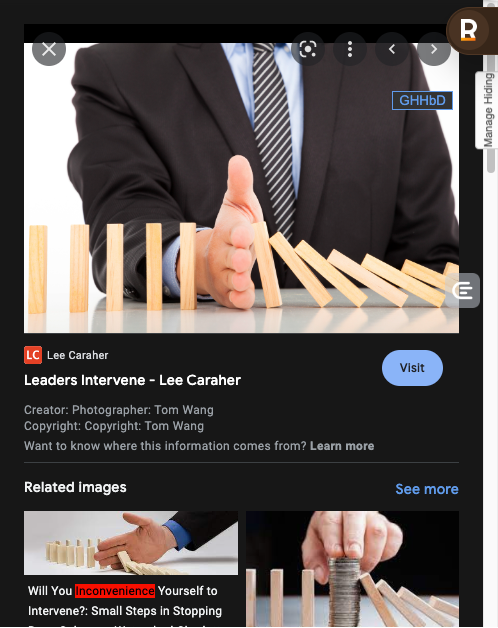 R
GHHbD
Manage Hiding
LC Lee Caraher
Visit
Leaders Intervene - Lee Caraher
Creator: Photographer: Tom Wang
Copyright: Copyright: Tom Wang
Want to know where this information comes from? Learn more
Related images
See more
Will You Inconvenience Yourself to
Intervene?: Small Steps in Stopping